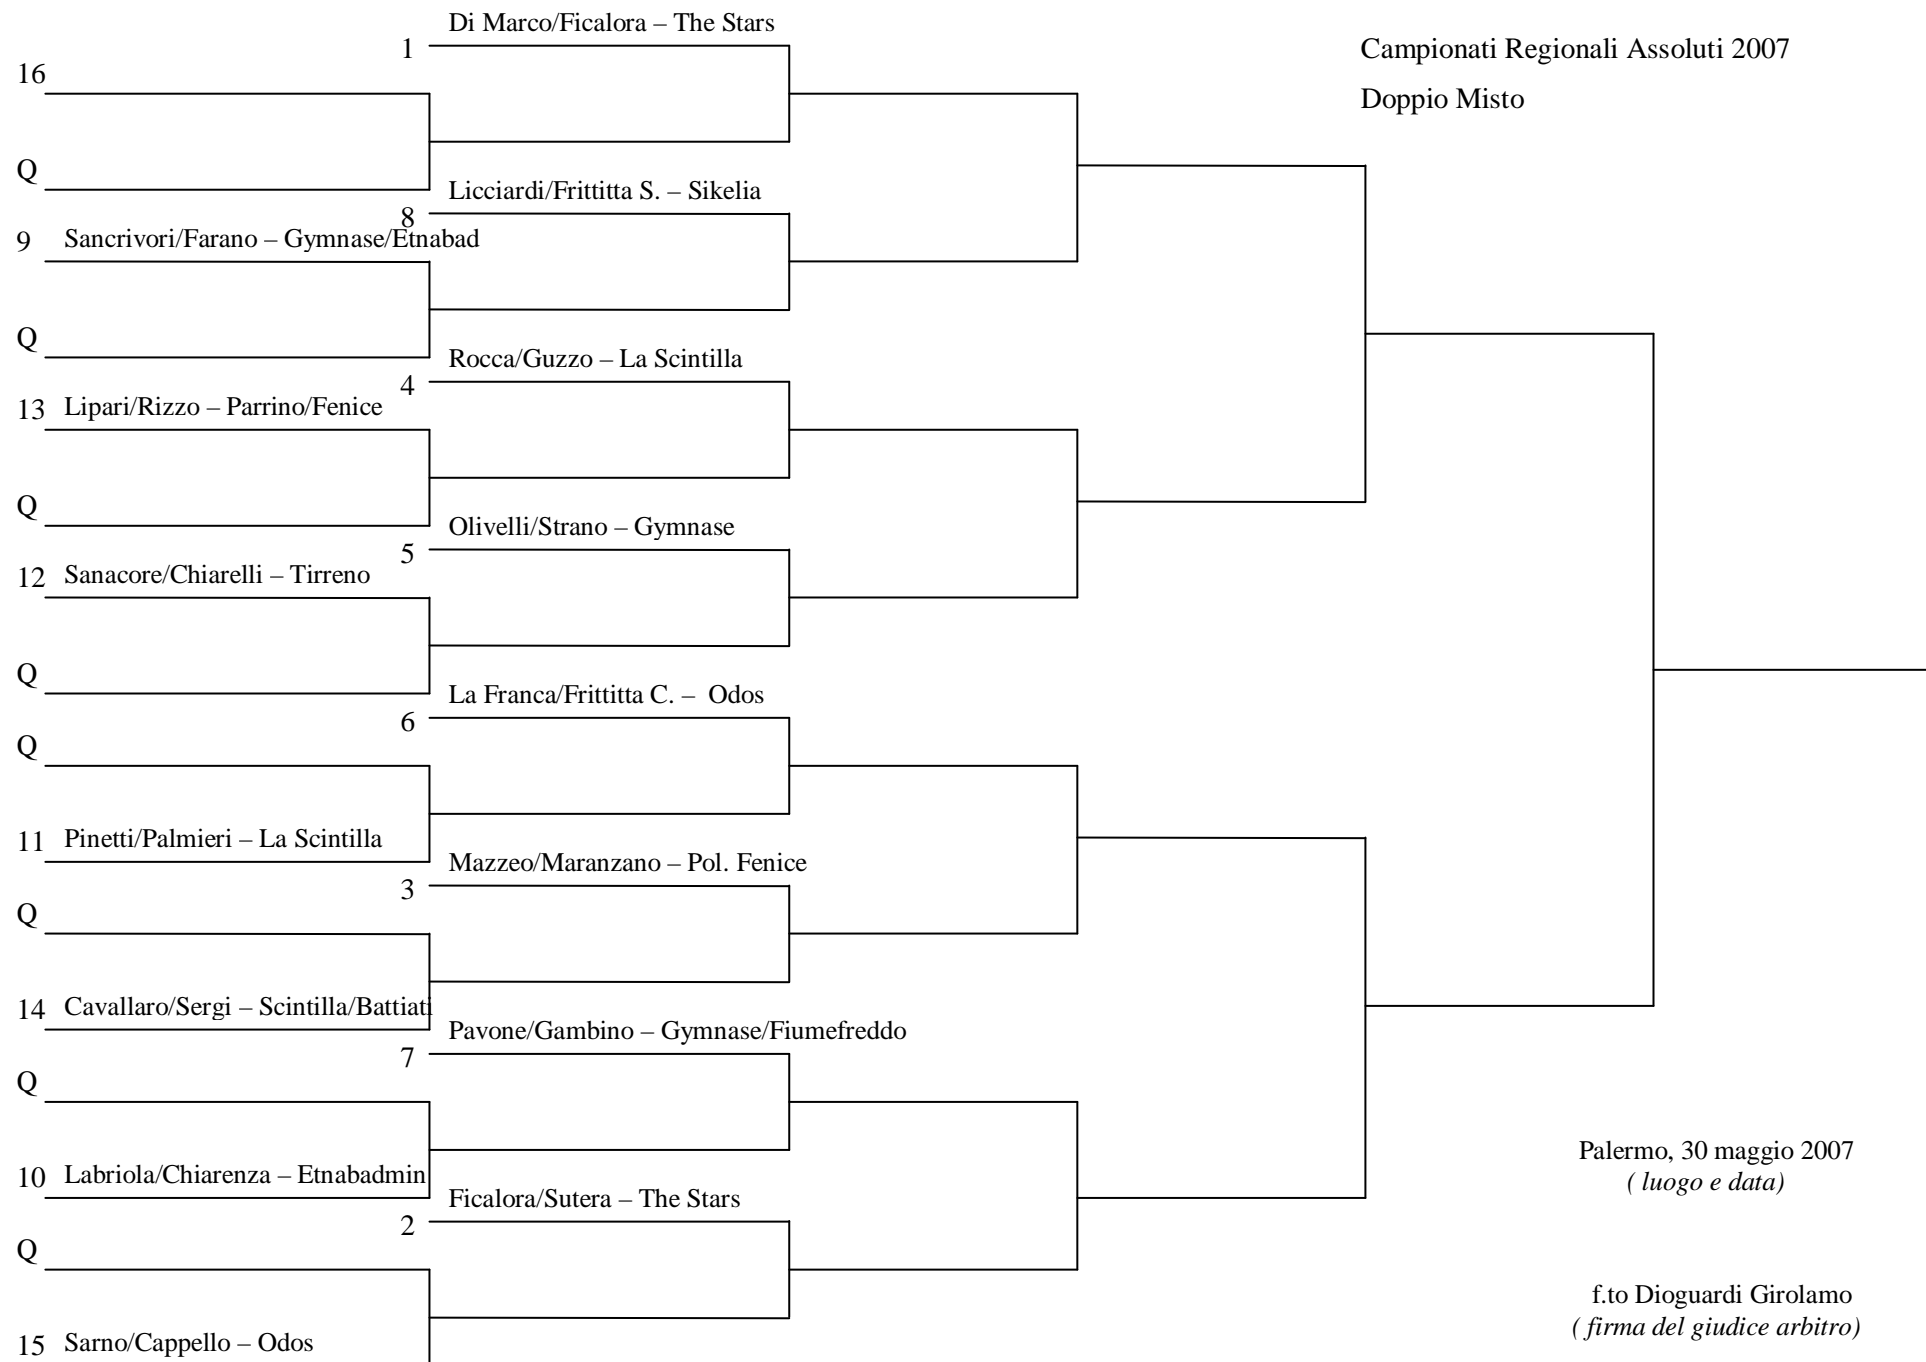 Di Marco/Ficalora – The Stars
1
Campionati Regionali Assoluti 2007
16
Doppio Misto
Q
Licciardi/Frittitta S. – Sikelia
8
9 Sancrivori/Farano – Gymnase/Etnabad
Q
Rocca/Guzzo – La Scintilla
4
13 Lipari/Rizzo – Parrino/Fenice
Q
Olivelli/Strano – Gymnase
5
12 Sanacore/Chiarelli – Tirreno
Q
La Franca/Frittitta C. – Odos
6
Q
11 Pinetti/Palmieri – La Scintilla
Mazzeo/Maranzano – Pol. Fenice
3
Q
14 Cavallaro/Sergi – Scintilla/Battiati
Pavone/Gambino – Gymnase/Fiumefreddo
7
Q
10 Labriola/Chiarenza – Etnabadmin
Ficalora/Sutera – The Stars
2
Q
15 Sarno/Cappello – Odos
Palermo, 30 maggio 2007
( luogo e data)
f.to Dioguardi Girolamo
( firma del giudice arbitro)